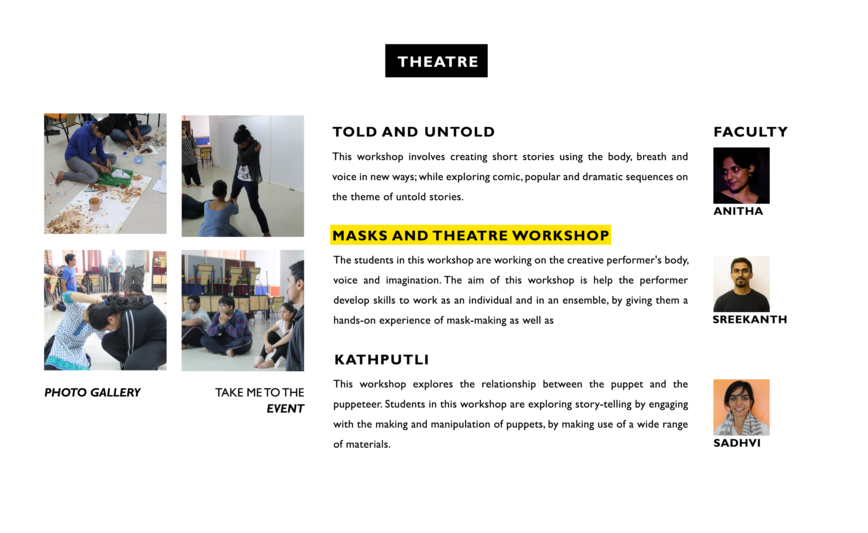 THEATRE
TOLD AND UNTOLD
This workshop involves creating short stories using the body, breath and
voice in new ways; while exploring comic, popular and dramatic sequences on
the theme of untold stories.
MASKS AND THEATRE WORKSHOP
The students in this workshop are working on the creative performer's body,
voice and imagination. The aim of this workshop is help the performer
develop skills to work as an individual and in an ensemble, by giving them a
hands-on experience of mask-making as well as
KATHPUTLI
This workshop explores the relationship between the puppet and the
puppeteer. Students in this workshop are exploring story-telling by engaging
with the making and manipulation of puppets, by making use of a wide range
of materials.
FACULTY
ANITHA
SREEKANTH
SADHVI
PHOTO GALLERY
TAKE ME TO THE
EVENT